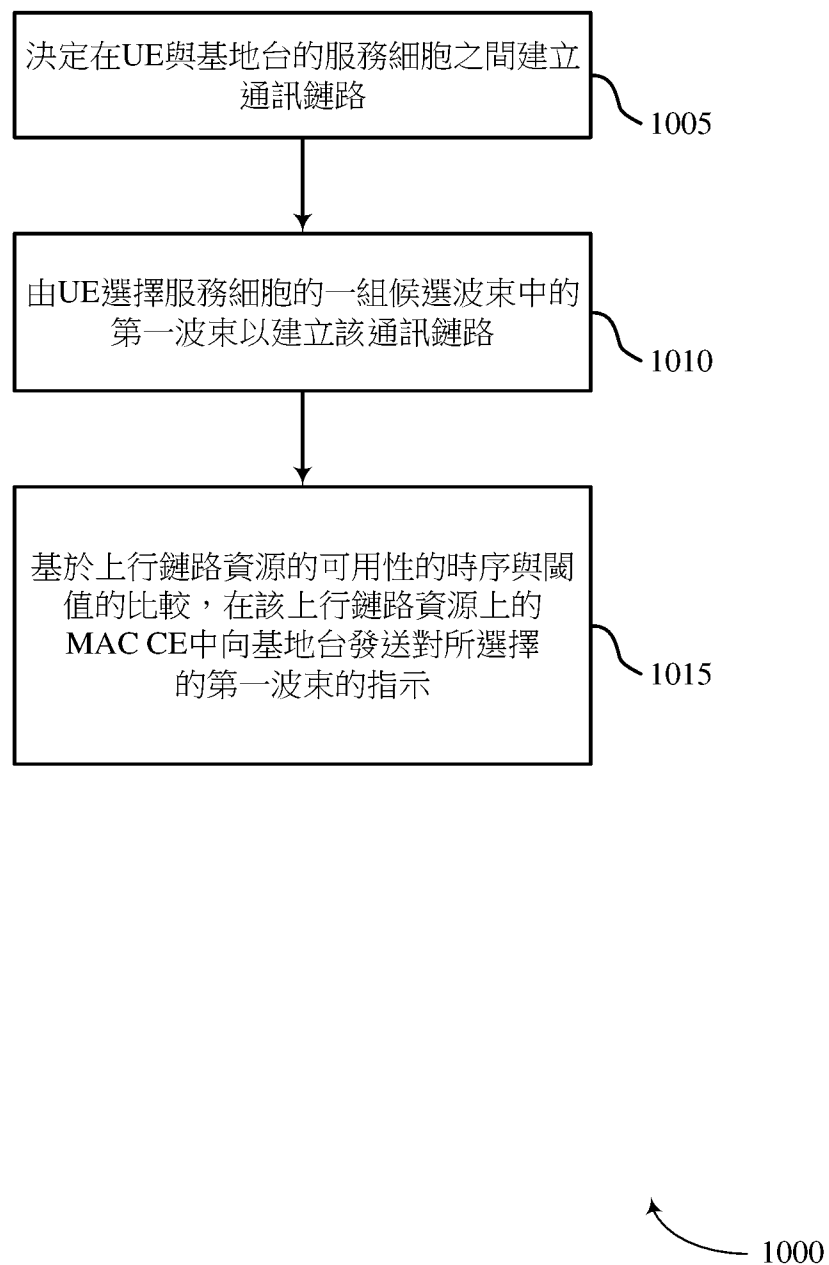 決定在UE與基地台的服務細胞之間建立
通訊鏈路
1005
由UE選擇服務細胞的一組候選波束中的
第一波束以建立該通訊鏈路
1010
基於上行鏈路資源的可用性的時序與閾
值的比較，在該上行鏈路資源上的
MAC CE中向基地台發送對所選擇
的第一波束的指示
1015
1000